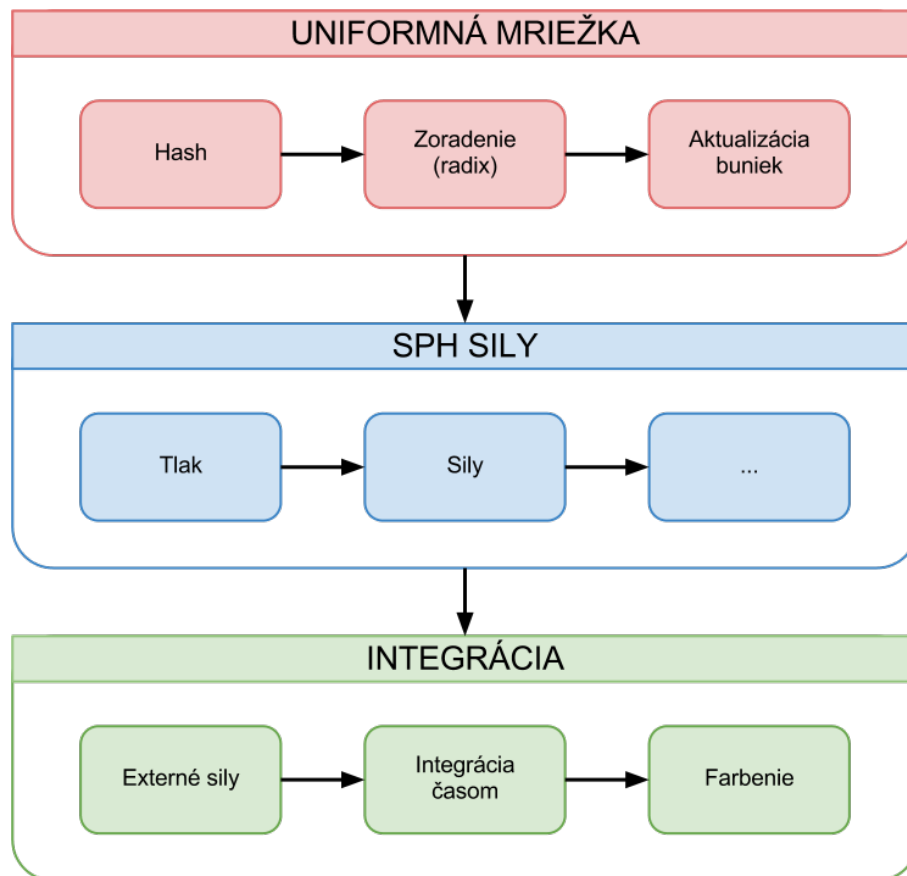 UNIFORMNÁ MRIEŽKA
Hash
Zoradenie
(radix)
Aktualizácia
buniek
SPH SILY
Tlak
Sily
...
INTEGRÁCIA
Externé sily
Integrácia
časom
Farbenie